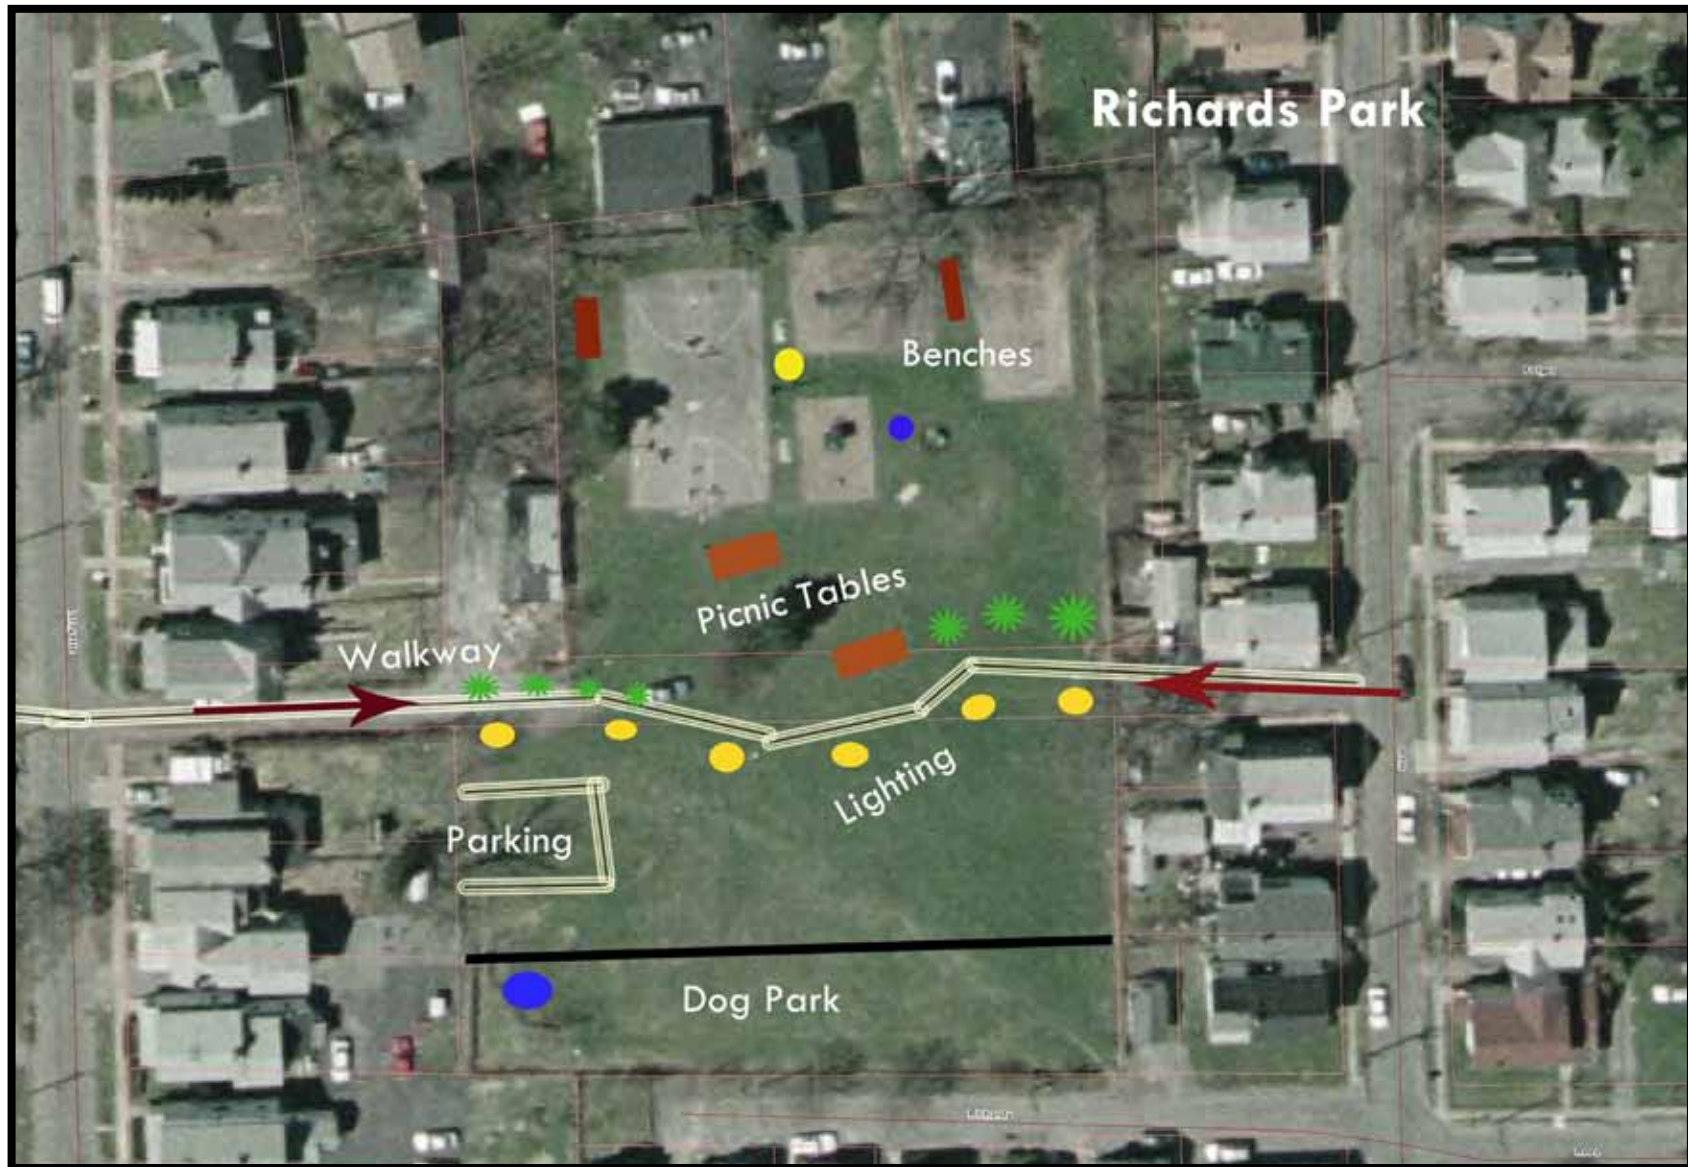 Richards Park
Benches
Picnic Tables
Walkway
Lighting
Parking
Dog Park